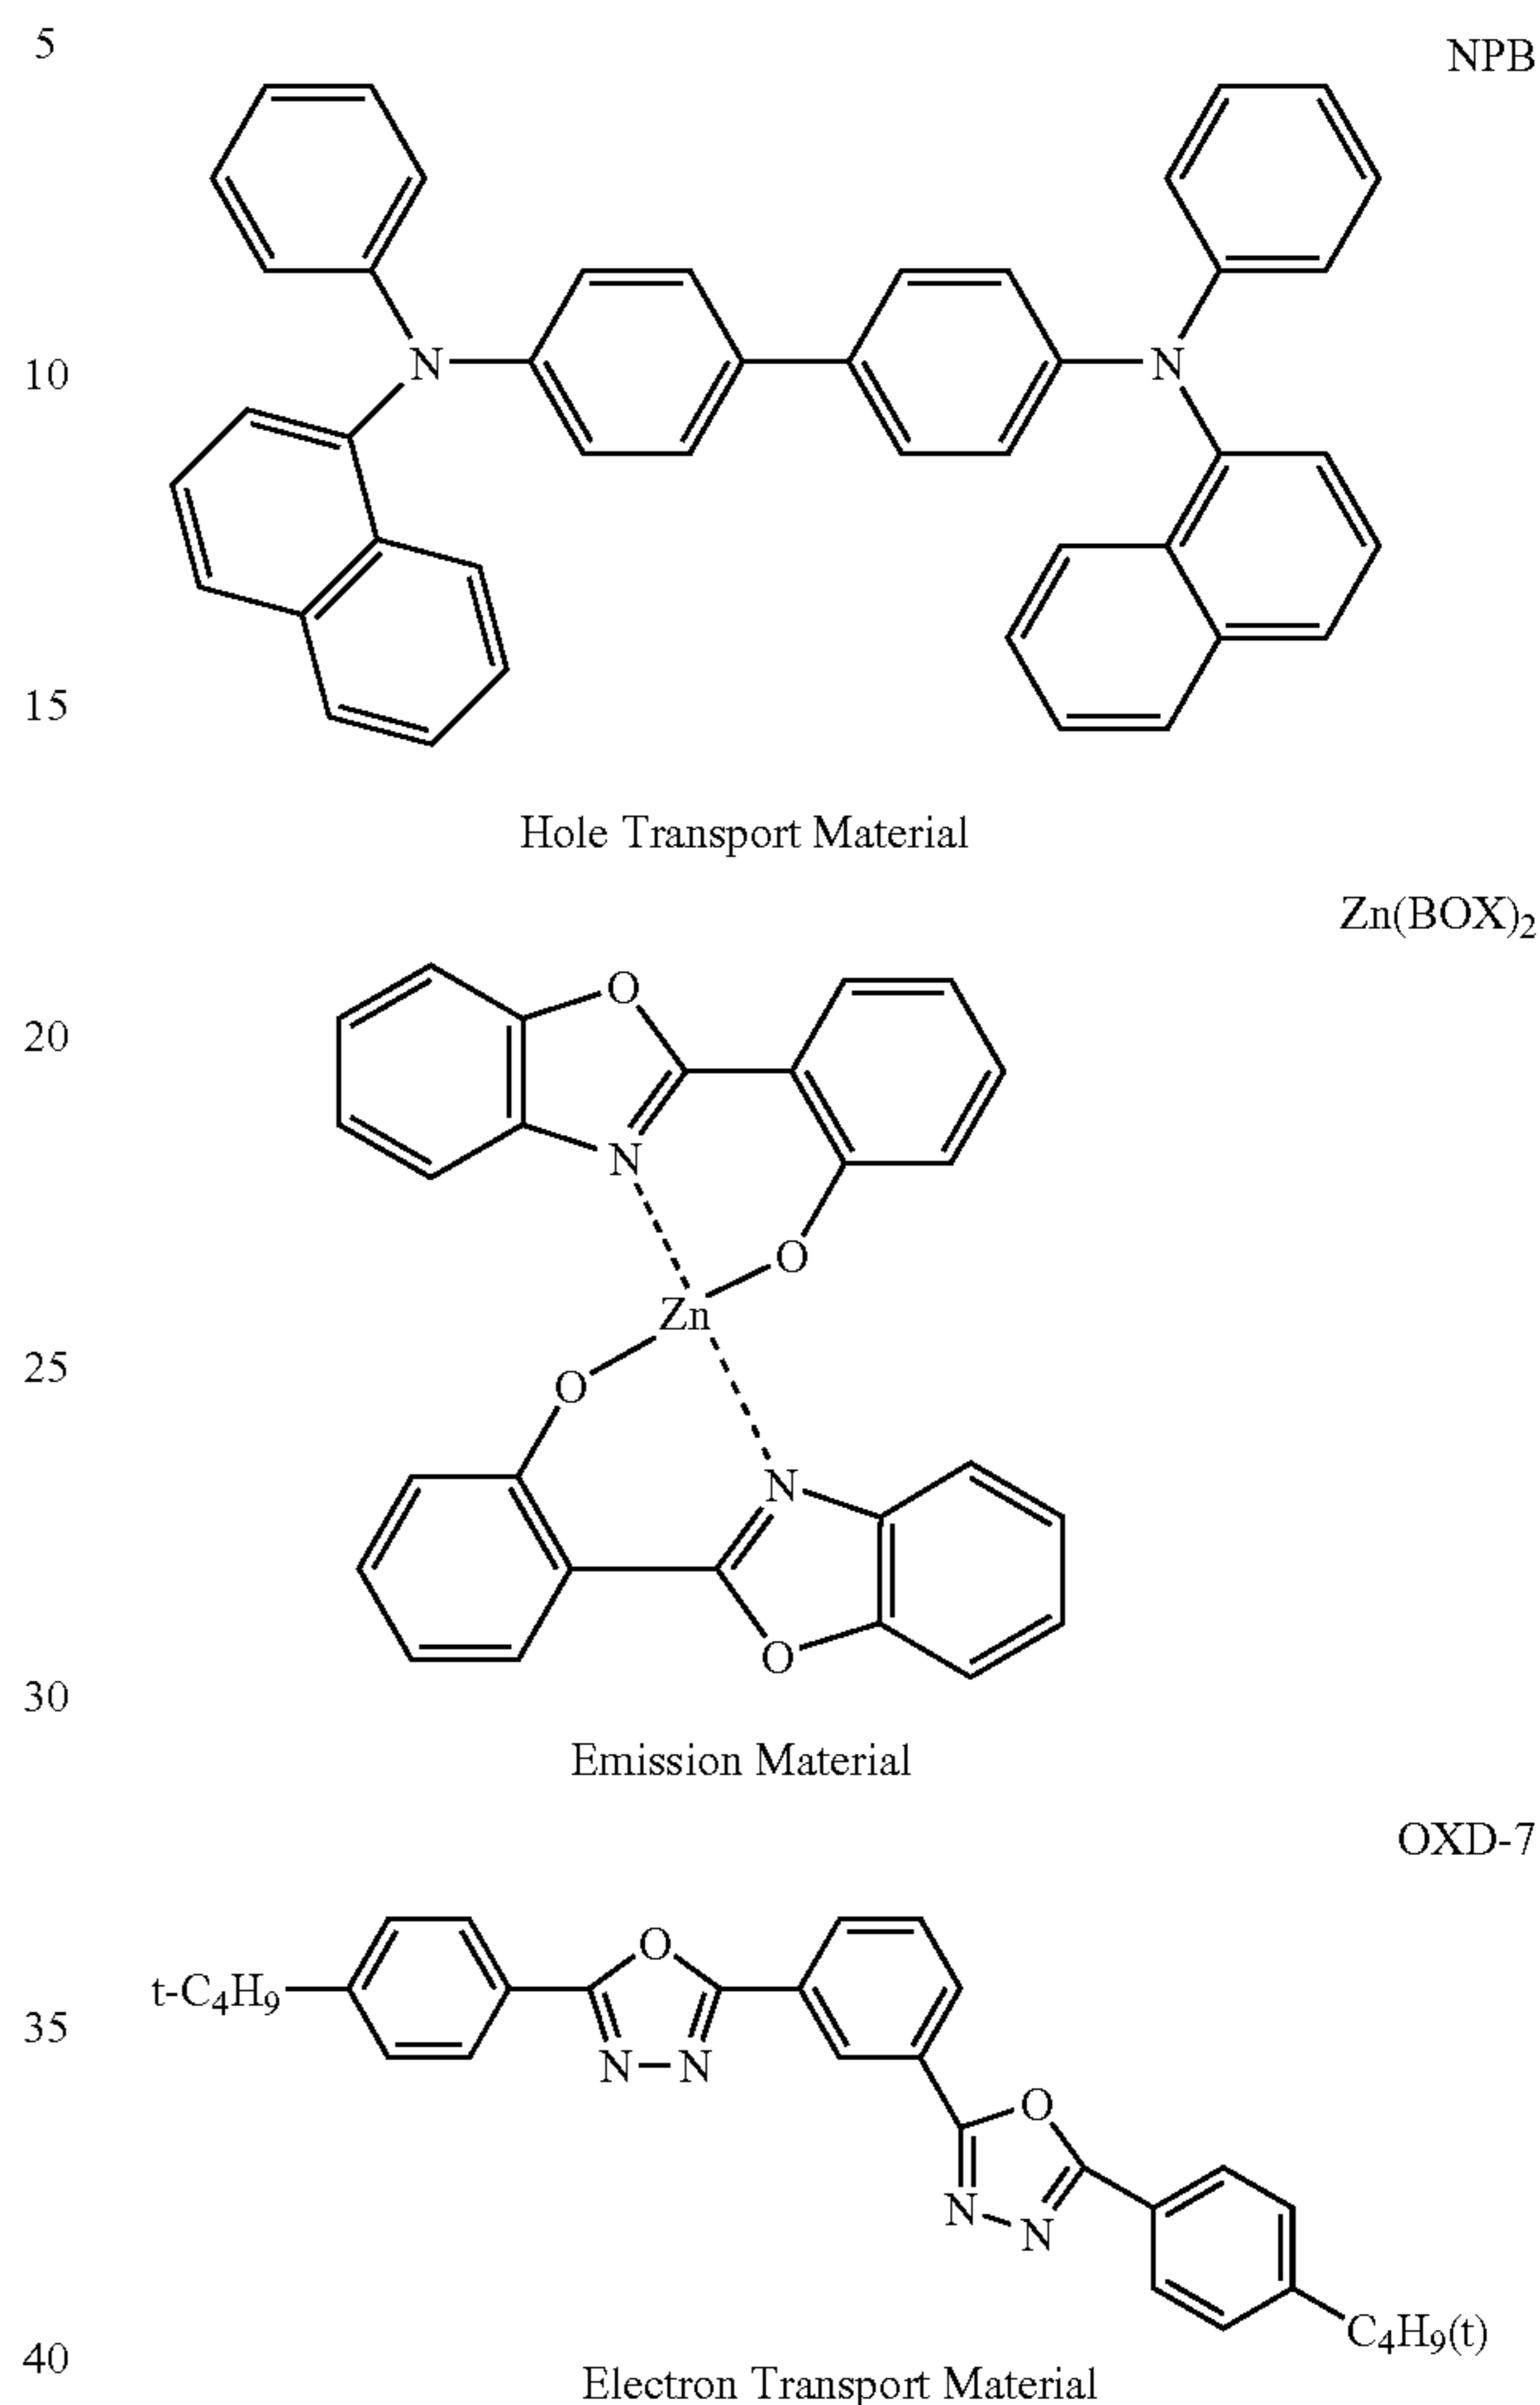 5
NPB
N
N
10
15
Hole Transport Material
Zn(BOX)2
O
20
N
O
Zn
25
O
N
O
30
Emission Material
OXD-7
O
t-C4H9
35
N N
O
N
N
C4H9(t)
40
Electron Transport Material